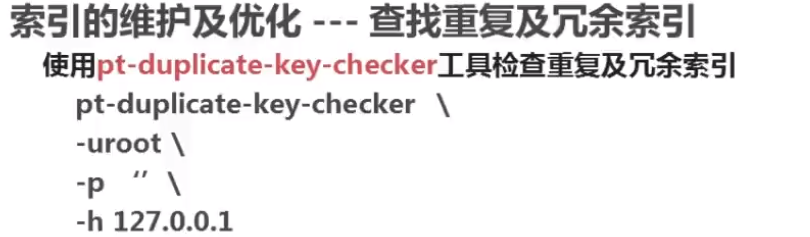 索引的维护及优化 --- 查找重复及冗余索引
使用pt-duplicate-key-checker工具检查重复及冗余索引
pt-duplicate-key-checker \
-uroot \
-p ‘’ \
-h 127.0.0.1